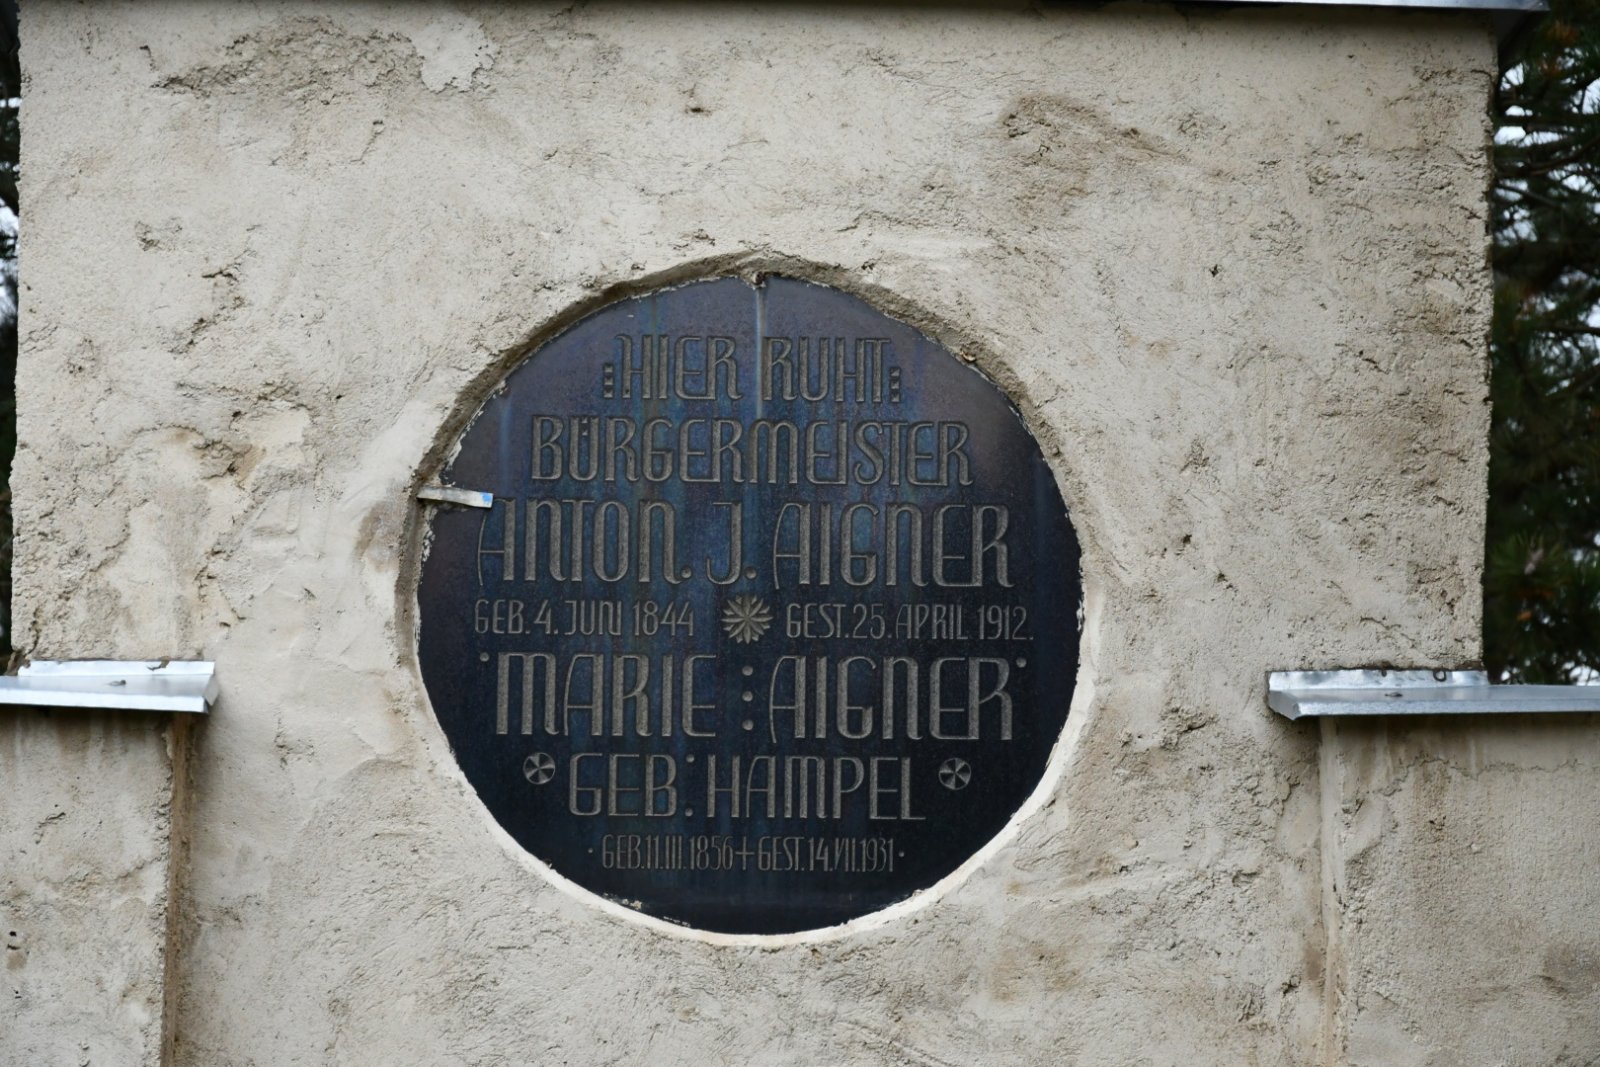 HIER RUHT
BÜRGERMEISTER
ANTON. J. AIGNER
GEB. 4. JUNI 1844 GEST. 25. APRIL 1912.
MARIE : AIGNER
GEB: HAMPEL
· GEB. 11. III. 1856 + GEST. 14. VII. 1931 ·